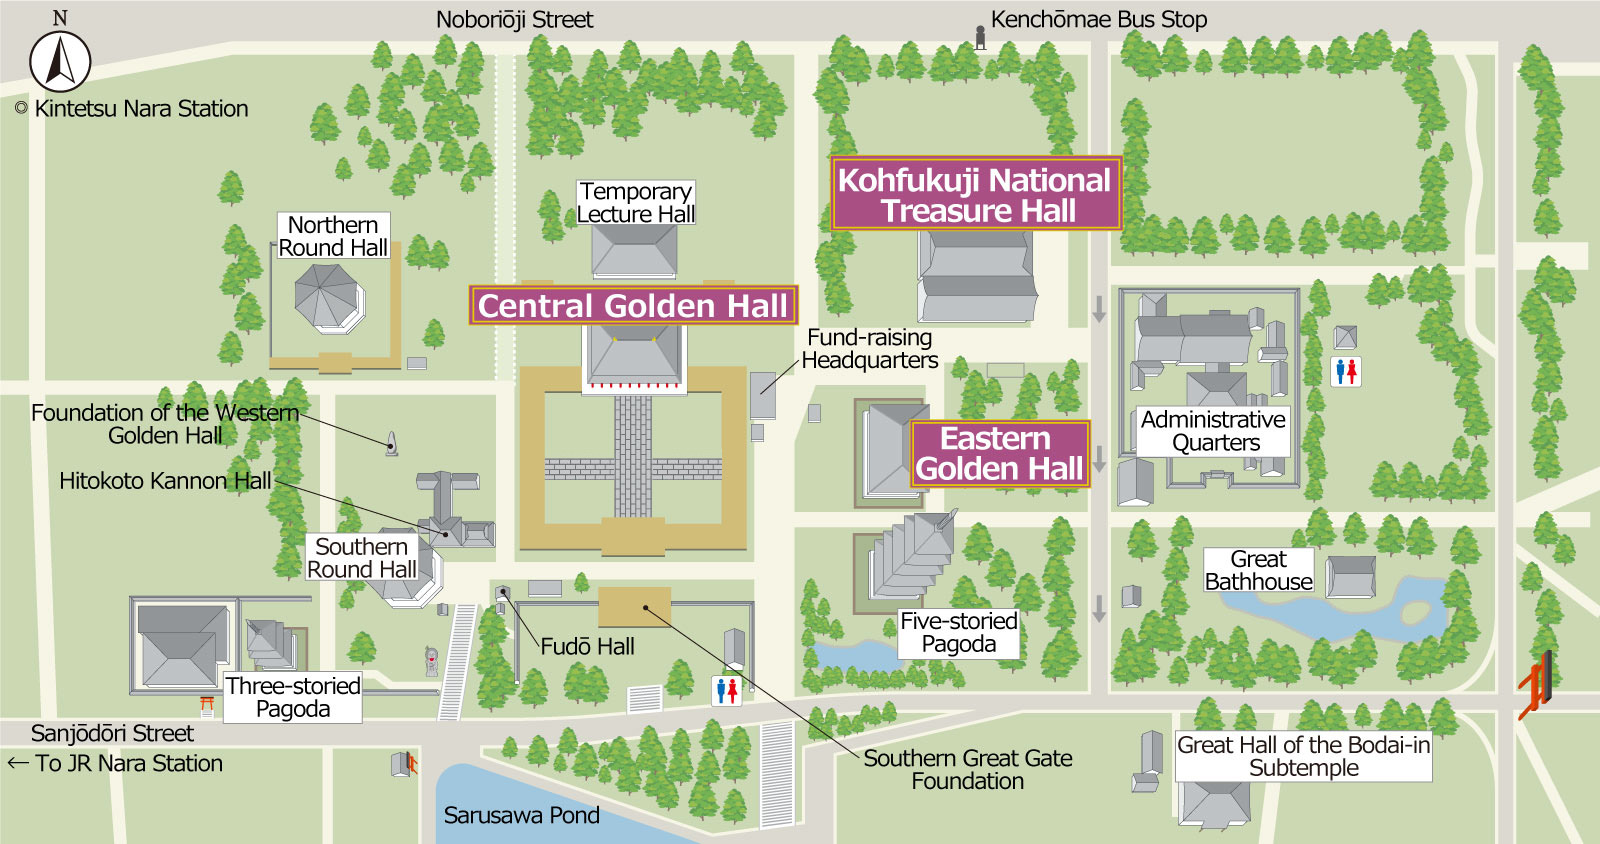 N
Noboriōji Street
Kenchōmae Bus Stop
Kintetsu Nara Station
Kohfukuji National
Treasure Hall
Temporary
Lecture Hall
Northern
Round Hall
Central Golden Hall
Fund-raising
Headquarters
Foundation of the Western
Golden Hall
Administrative
Quarters
Eastern
Golden Hall
Hitokoto Kannon Hall
Southern
Round Hall
Great
Bathhouse
Five-storied
Pagoda
Fudō Hall
Three-storied
Pagoda
Sanjōdōri Street
← To JR Nara Station
Southern Great Gate
Foundation
Great Hall of the Bodai-in
Subtemple
Sarusawa Pond